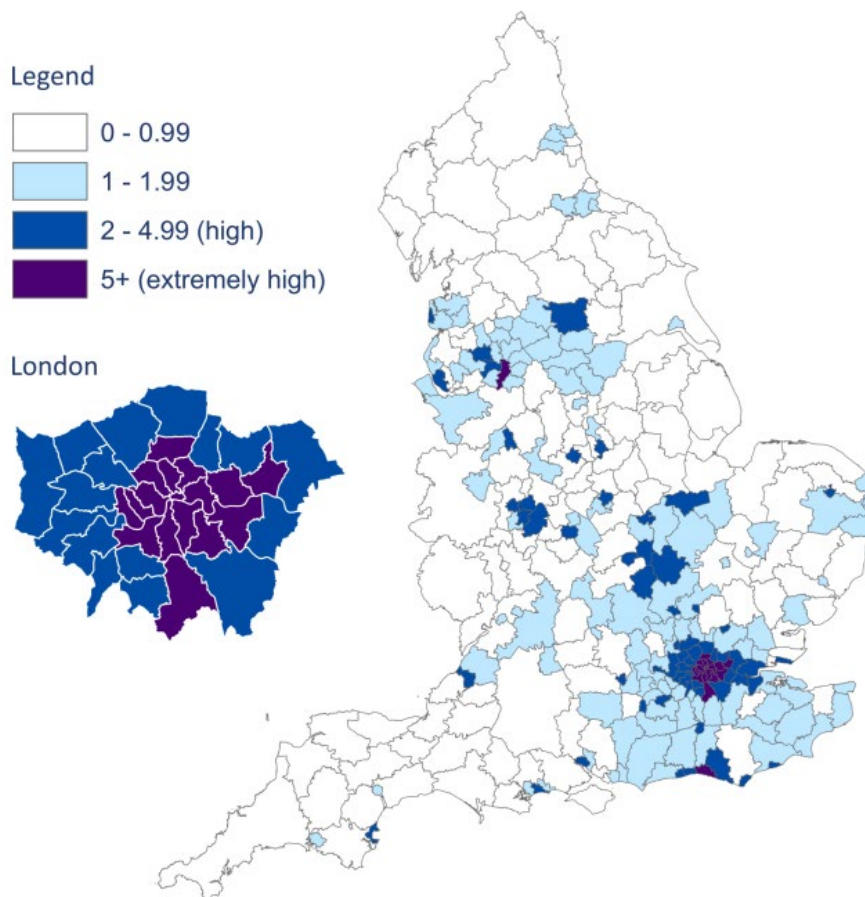 Legend
0 - 0.99
1 - 1.99
2 - 4.99 (high)
5+ (extremely high)
London